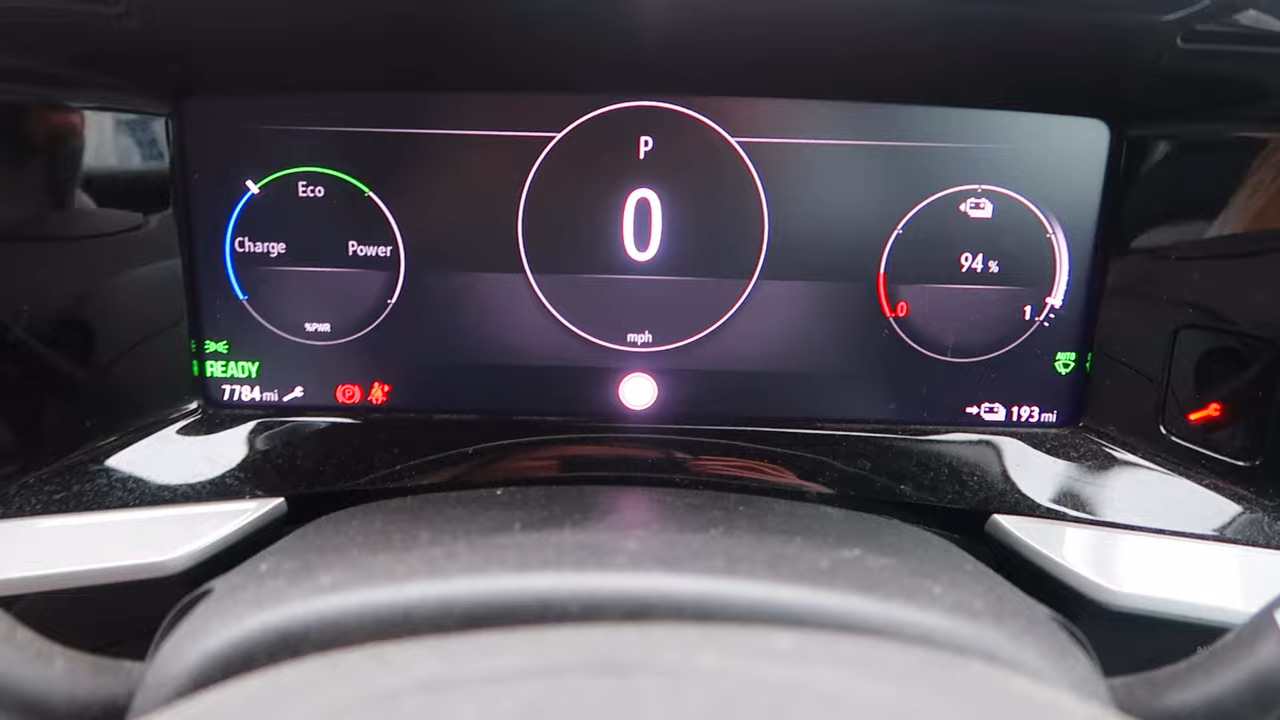 P
0
mph
Eco
Charge
Power
%PWR
READY
7784 mi
P
94 %
.0
1.
AUTO
193 mi